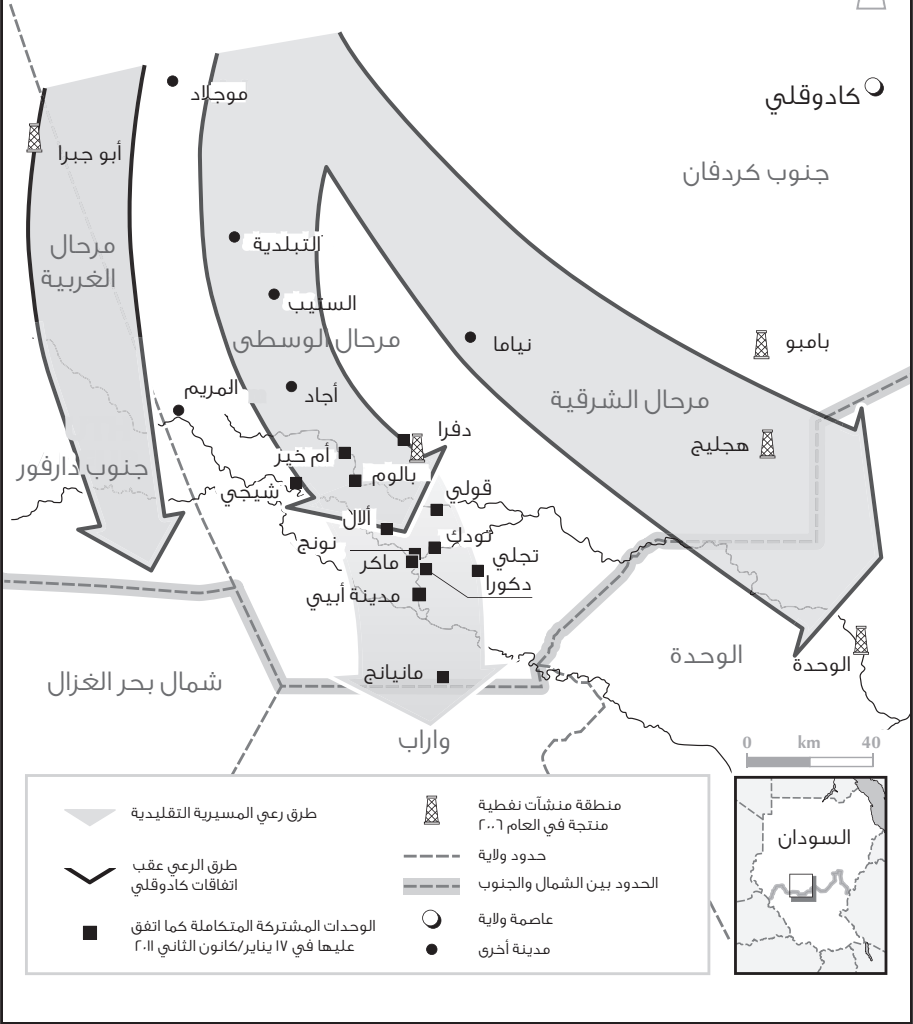 موجلاد
كادوقلي
أبو جبرا
جنوب كردفان
مرحال
الغربية
التبلدية
الستيب
مرحال الوسطى
نياما
بامبو
المريم
أجاد
مرحال الشرقية
دفرا
هجليج
أم خير
جنوب دارفور
بالوم
شيجي
قولي
ألال
تودك
نونج
تجلي
ماكر
دكورا
مدينة أبيي
الوحدة
الوحدة
مانيانج
شمال بحر الغزال
واراب
0 km 40
منطقة منشآت نفطية
منتجة في العام ٢٠٠٦
حدود ولاية
الحدود بين الشمال والجنوب
عاصمة ولاية
مدينة أخرى
طرق رعي المسيرية التقليدية
طرق الرعي عقب
اتفاقات كادوقلي
الوحدات المشتركة المتكاملة كما اتفق
عليها في ١٧ يناير/كانون الثاني ٢٠١١
السودان